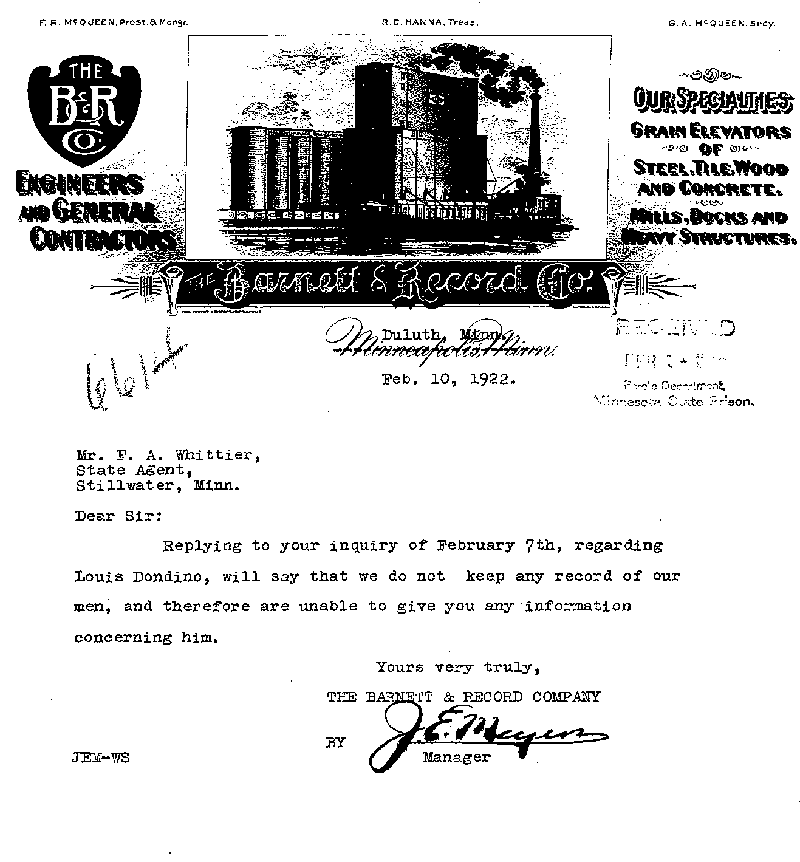 F. R. McQUEEN, Prest. & Mangr.
R. E. HANNA, Treas.
G. A. McQUEEN, Secy.
THE
B & R
CO
ENGINEERS
AND GENERAL
CONTRACTORS
OUR SPECIALTIES
GRAIN ELEVATORS
OF
STEEL, TILE, WOOD
AND CONCRETE.
MILLS, DOCKS AND
HEAVY STRUCTURES.
THE Barnett & Record Co.
Duluth, Minn.
Minneapolis, Minn.
Feb. 10, 1922.
6614
RECEIVED
Department,
Minnesota State Prison.
Mr. F. A. Whittier,
State Agent,
Stillwater, Minn.
Dear Sir:
Replying to your inquiry of February 7th, regarding
Louis Dondino, will say that we do not keep any record of our
men, and therefore are unable to give you any information
concerning him.
Yours very truly,
THE BARNETT & RECORD COMPANY
BY J. E. Meyers
Manager
JEM-WS